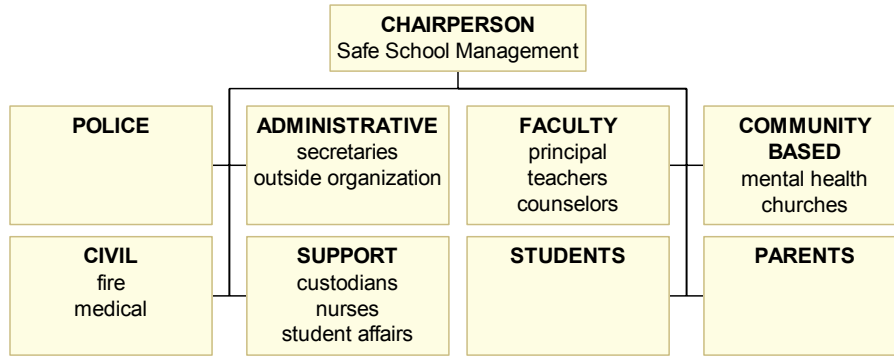 CHAIRPERSON
Safe School Management
POLICE
ADMINISTRATIVE
secretaries
outside organization
FACULTY
principal
teachers
counselors
COMMUNITY
BASED
mental health
churches
CIVIL
fire
medical
SUPPORT
custodians
nurses
student affairs
STUDENTS
PARENTS